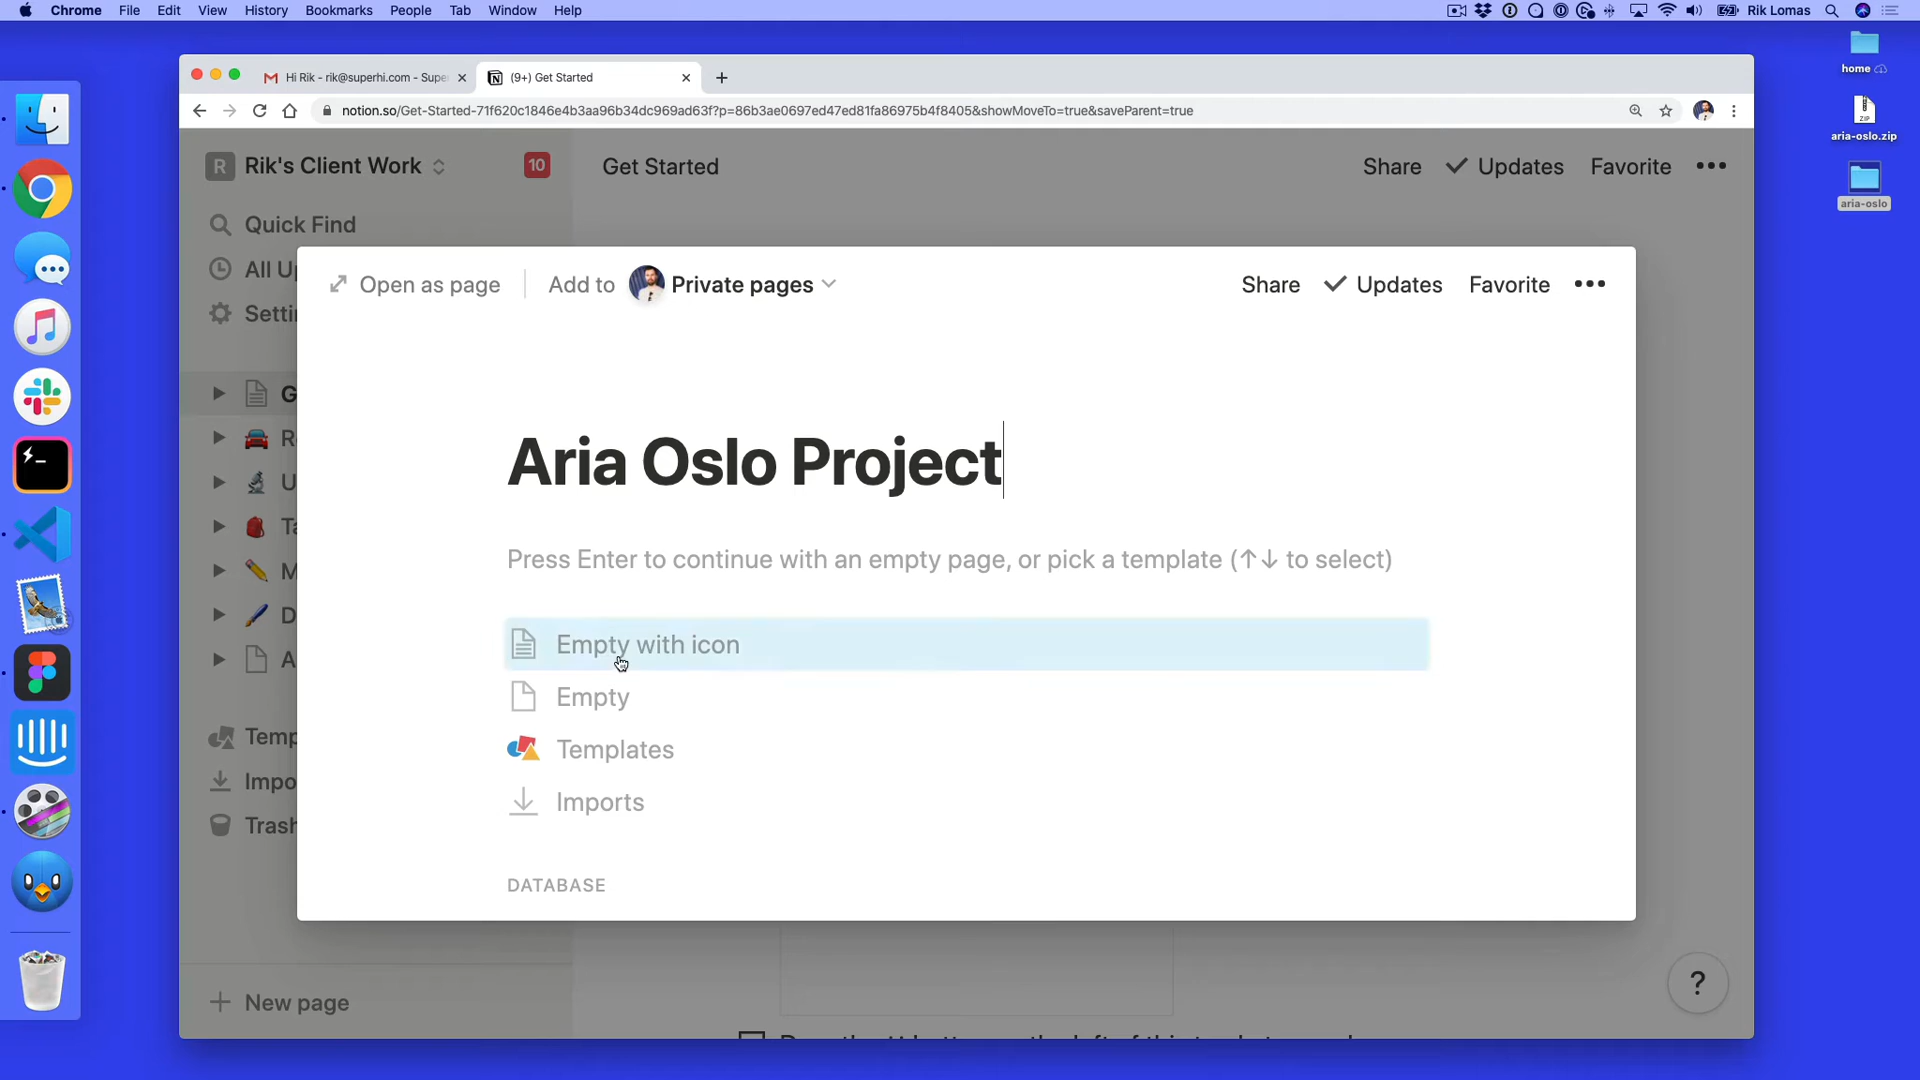 Chrome File Edit View History Bookmarks People Tab Window Help Rik Lomas
home
aria-oslo.zip
aria-oslo
Hi Rik - rik@superhi.com - Supe
(9+) Get Started
notion.so/Get-Started-71f620c1846e4b3aa96b34dc969ad63f?p=86b3ae0697ed47ed81fa86975b4f8405&showMoveTo=true&saveParent=true
R Rik's Client Work 10
Get Started Share Updates Favorite •••
Quick Find
All Up
Settin
G
R
U
Ta
M
D
A
Temp
Impo
Trash
+ New page
Open as page Add to Private pages Share Updates Favorite •••
Aria Oslo Project
Press Enter to continue with an empty page, or pick a template (↑↓ to select)
Empty with icon
Empty
Templates
Imports
DATABASE
?